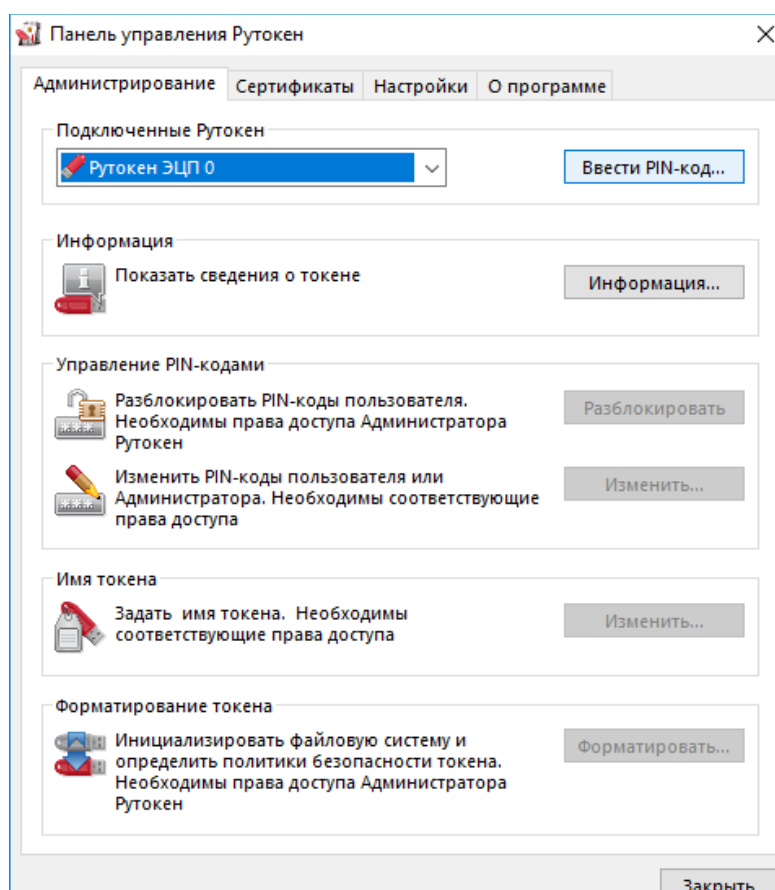 Панель управления Рутокен
Администрирование Сертификаты Настройки О программе
Подключенные Рутокен
Рутокен ЭЦП 0 Ввести PIN-код...
Информация
Показать сведения о токене Информация...
Управление PIN-кодами
Разблокировать PIN-коды пользователя.
Необходимы права доступа Администратора
Рутокен
Разблокировать
Изменить PIN-коды пользователя или
Администратора. Необходимы соответствующие
права доступа
Изменить...
Имя токена
Задать имя токена. Необходимы
соответствующие права доступа
Изменить...
Форматирование токена
Инициализировать файловую систему и
определить политики безопасности токена.
Необходимы права доступа Администратора
Рутокен
Форматировать...
Закрыть